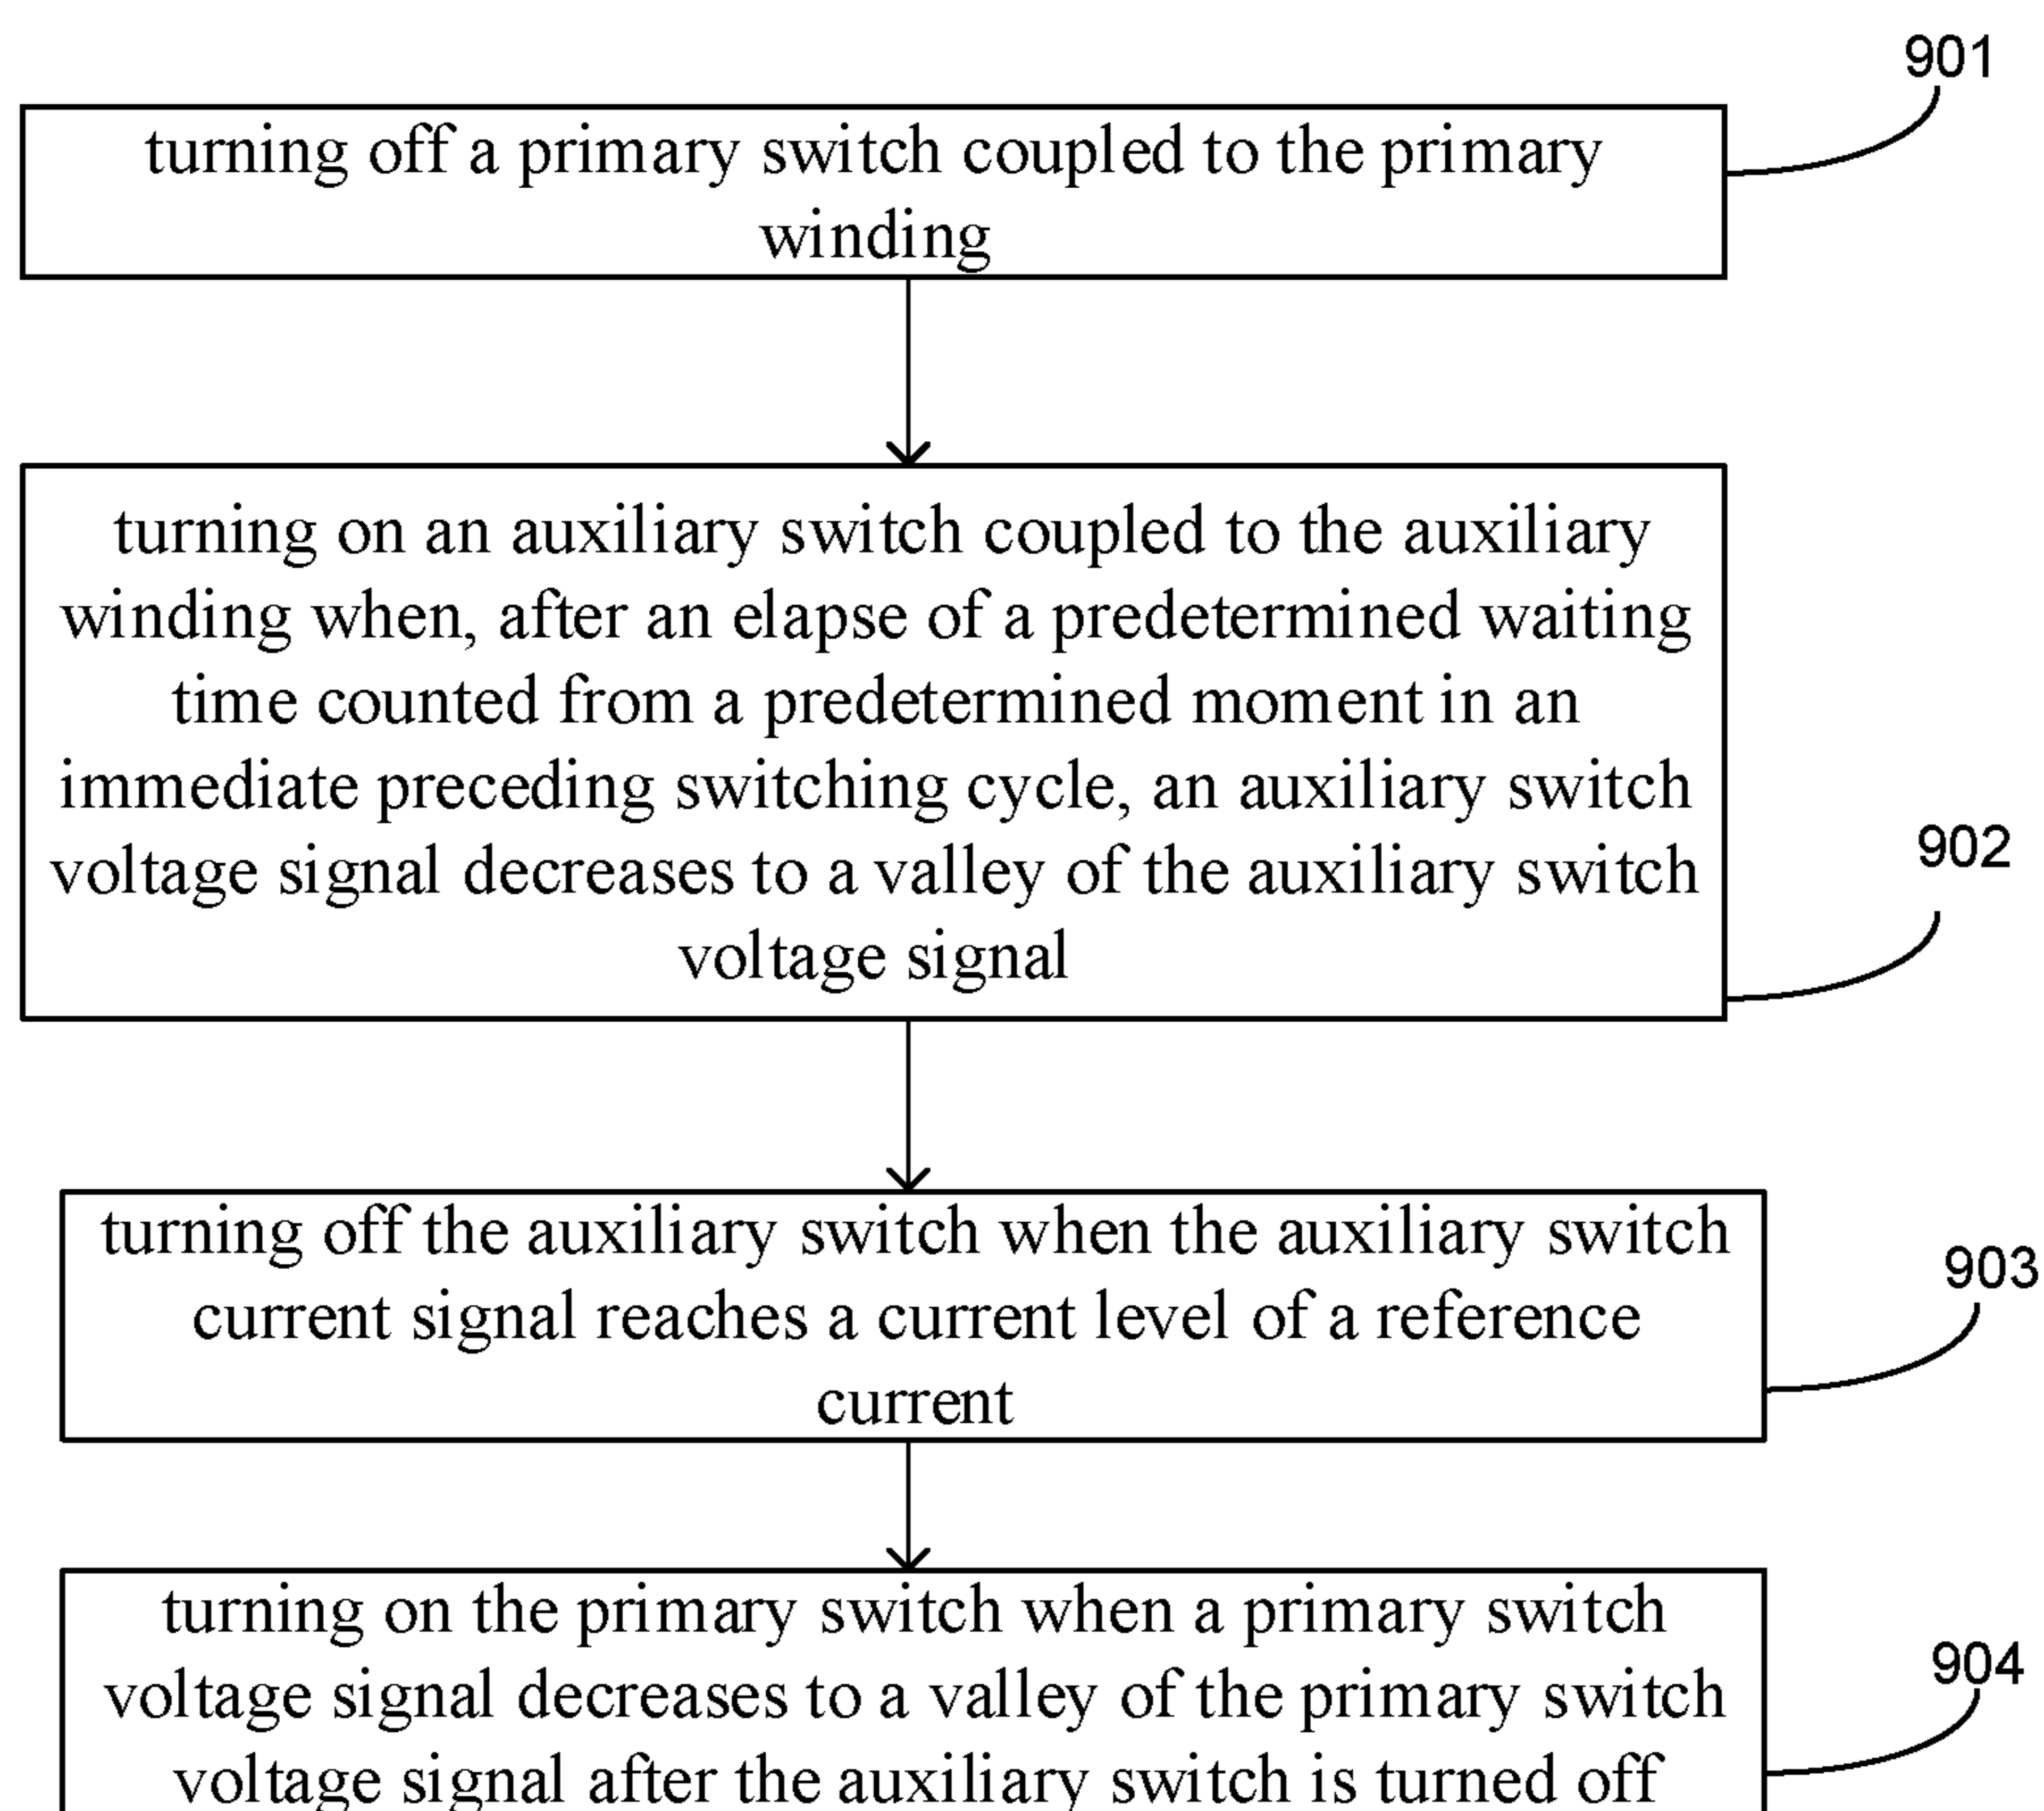 901
turning off a primary switch coupled to the primary
winding
turning on an auxiliary switch coupled to the auxiliary
winding when, after an elapse of a predetermined waiting
time counted from a predetermined moment in an
immediate preceding switching cycle, an auxiliary switch
voltage signal decreases to a valley of the auxiliary switch
voltage signal
902
turning off the auxiliary switch when the auxiliary switch
current signal reaches a current level of a reference
current
903
turning on the primary switch when a primary switch
voltage signal decreases to a valley of the primary switch
voltage signal after the auxiliary switch is turned off
904